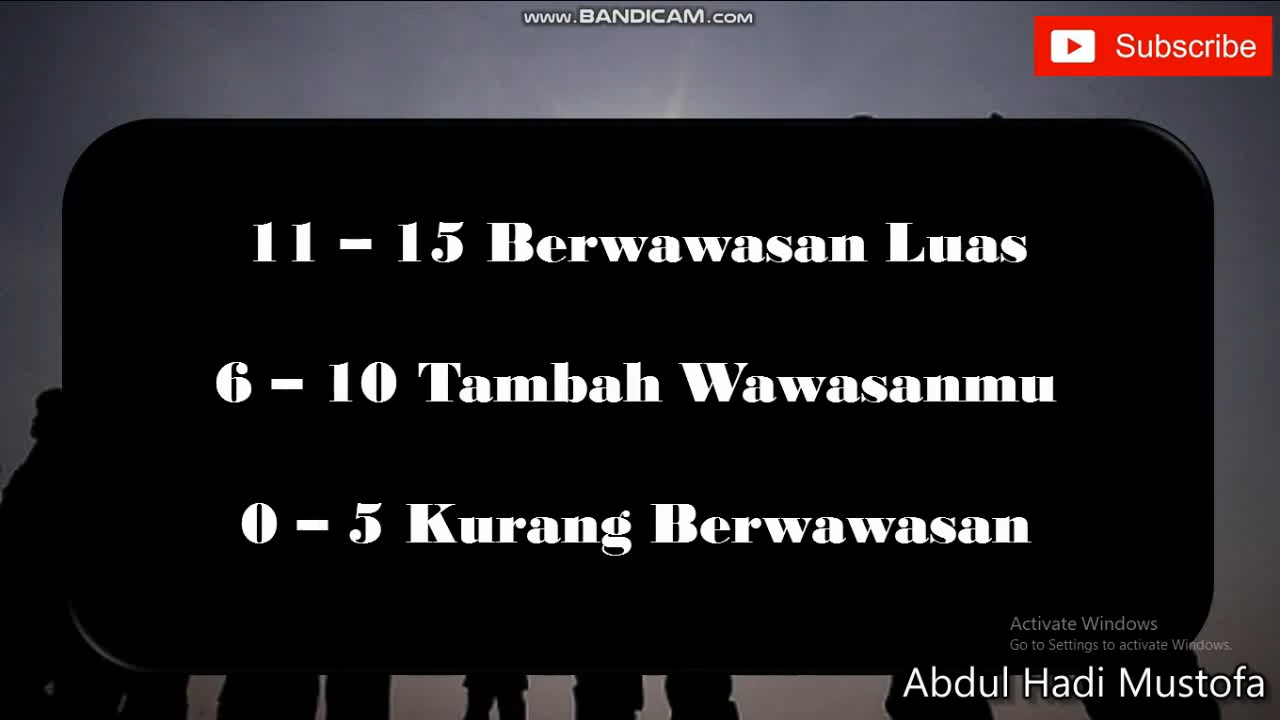 www.BANDICAM.com
Subscribe
11 – 15 Berwawasan Luas
6 – 10 Tambah Wawasanmu
0 – 5 Kurang Berwawasan
Activate Windows
Go to Settings to activate Windows.
Abdul Hadi Mustofa